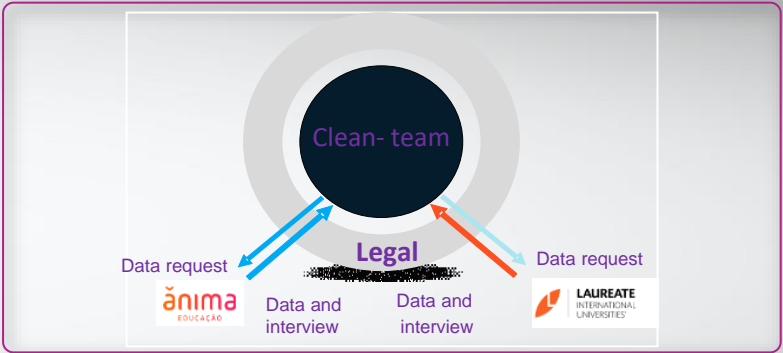 Clean- team
Legal
Data request
Data request
ănima
EDUCAÇÃO
Data and
interview
Data and
interview
LAUREATE
INTERNATIONAL
UNIVERSITIES'